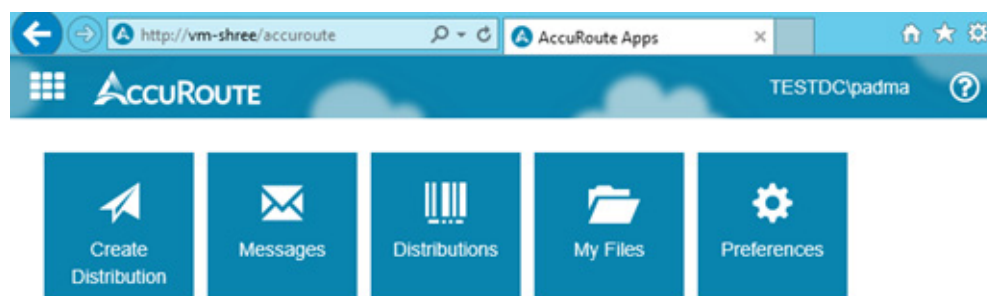 http://vm-shree/accuroute
AccuRoute Apps
ACCUROUTE
TESTDC\padma
?
Create
Distribution
Messages
Distributions
My Files
Preferences